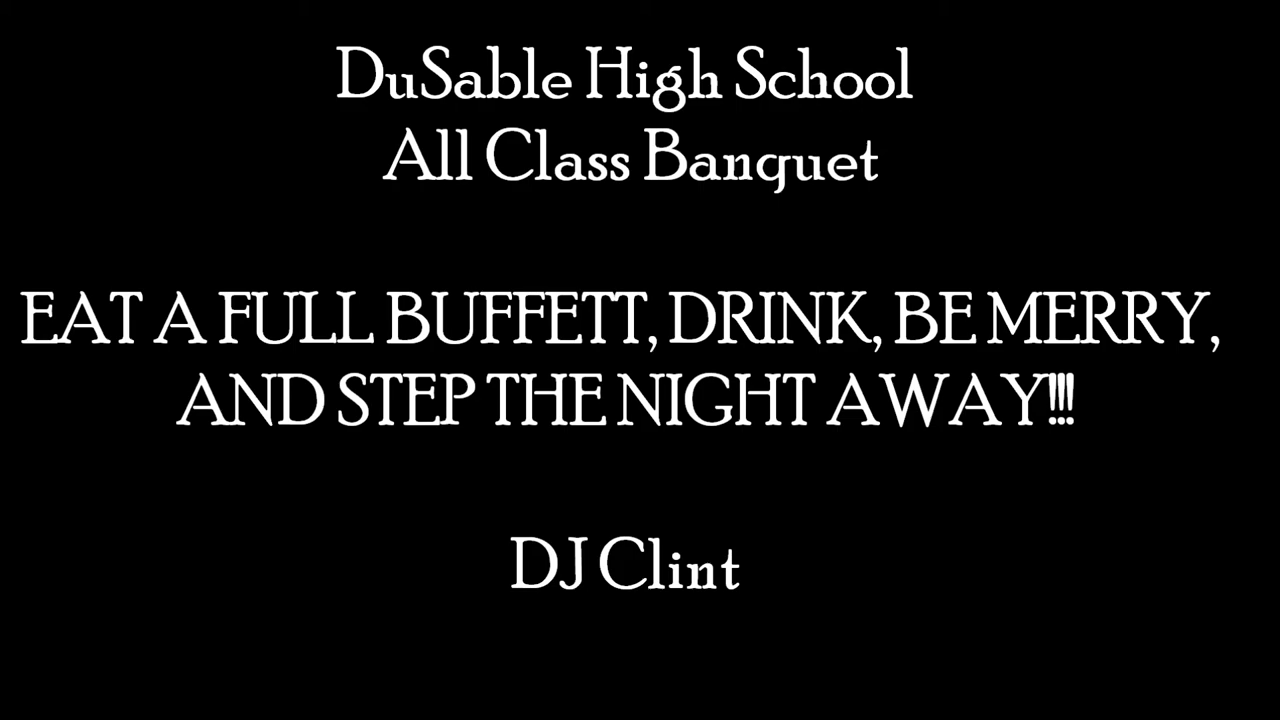 DuSable High School
All Class Banquet
EAT A FULL BUFFETT, DRINK, BE MERRY,
AND STEP THE NIGHT AWAY!!!
DJ Clint